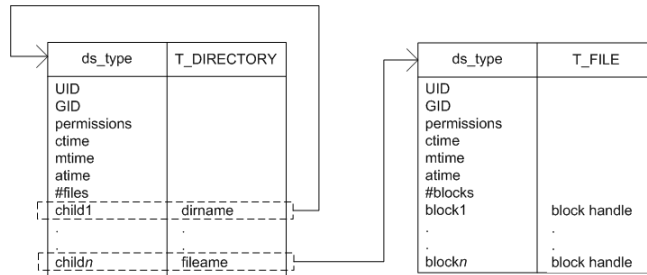 ds_type T_DIRECTORY
UID
GID
permissions
ctime
mtime
atime
#files
child1 dirname
. .
. .
childn fileame
ds_type T_FILE
UID
GID
permissions
ctime
mtime
atime
#blocks
block1 block handle
. .
. .
blockn block handle